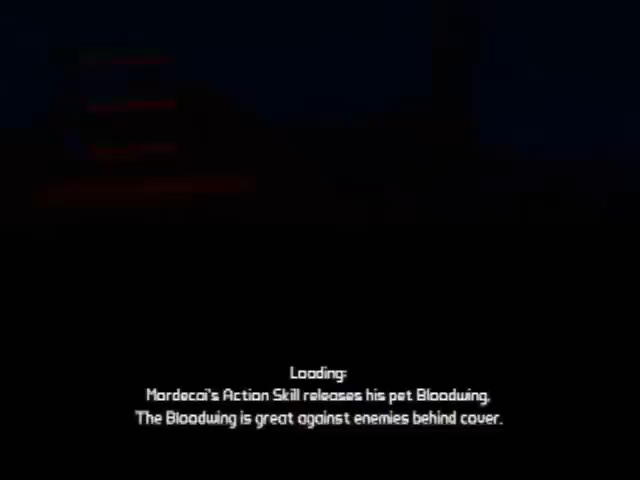 Loading:
Mordecai's Action Skill releases his pet Bloodwing.
The Bloodwing is great against enemies behind cover.